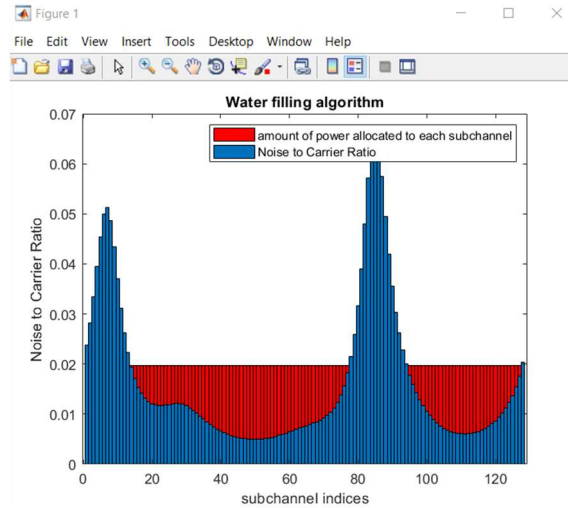 Figure 1
File Edit View Insert Tools Desktop Window Help
Water filling algorithm
amount of power allocated to each subchannel
Noise to Carrier Ratio
0.07
0.06
0.05
0.04
0.03
0.02
0.01
0
Noise to Carrier Ratio
0 20 40 60 80 100 120
subchannel indices